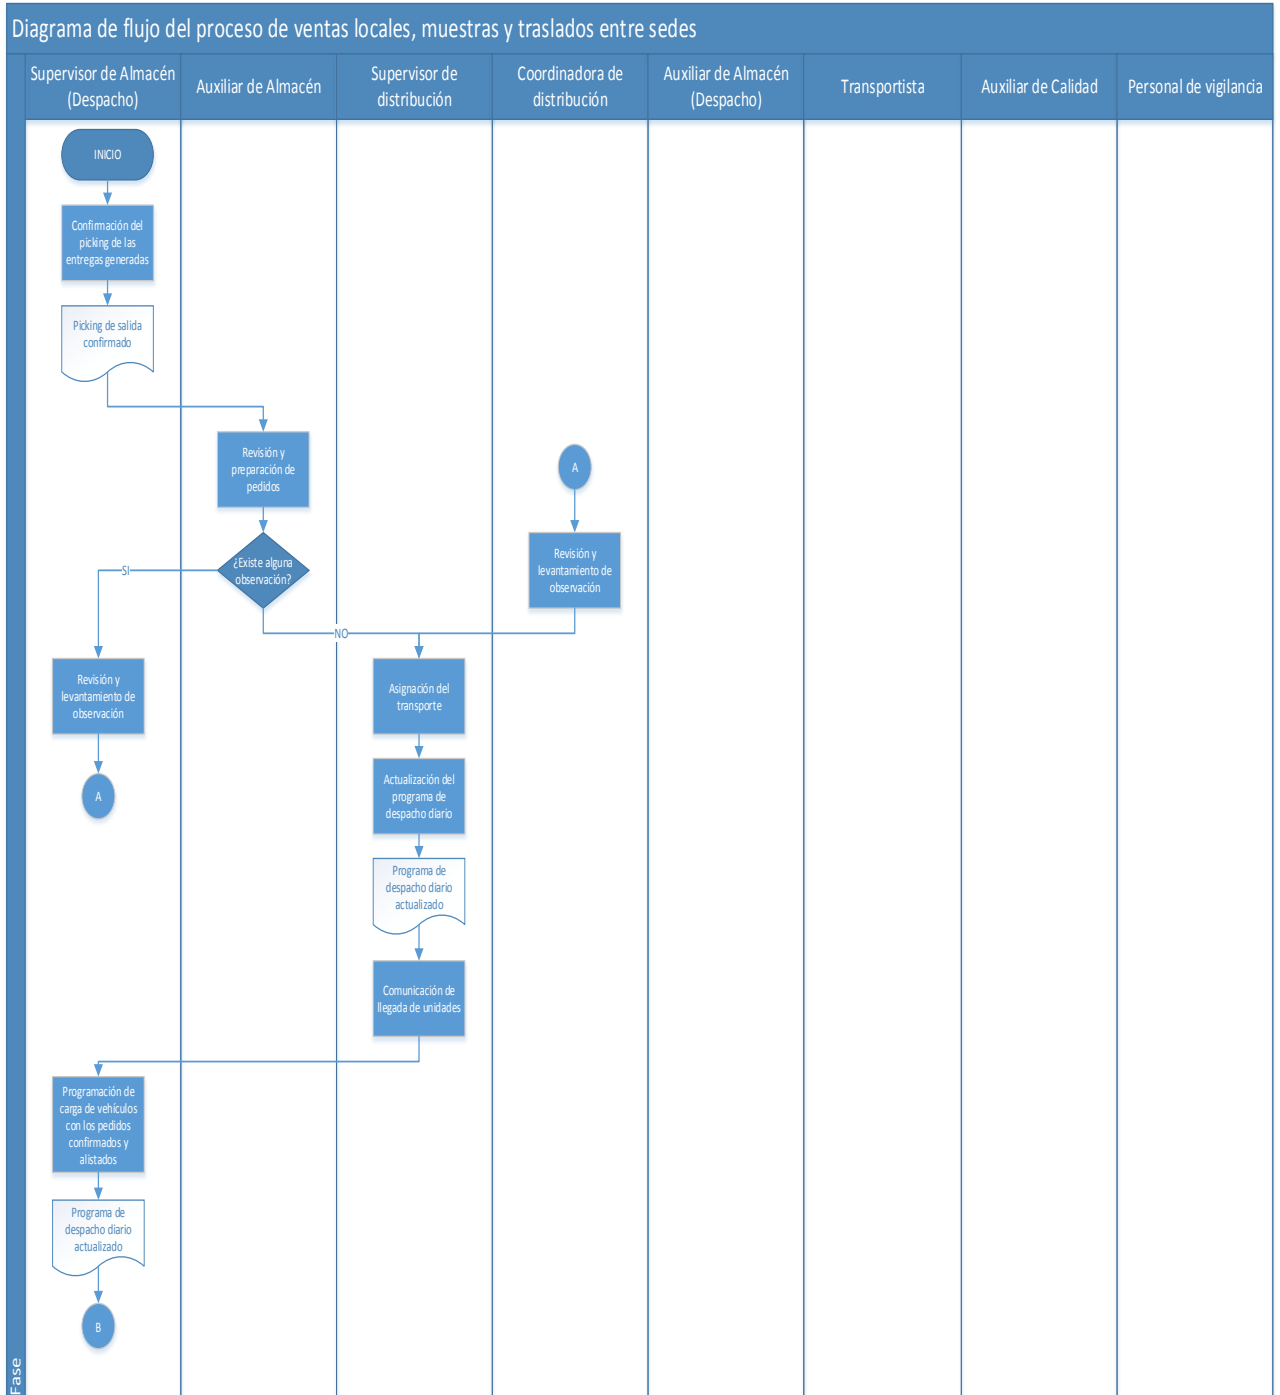 Diagrama de flujo del proceso de ventas locales, muestras y traslados entre sedes
Supervisor de Almacén
(Despacho)
Auxiliar de Almacén
Supervisor de
distribución
Coordinadora de
distribución
Auxiliar de Almacén
(Despacho)
Transportista
Auxiliar de Calidad
Personal de vigilancia
INICIO
Confirmación del
picking de las
entregas generadas
Picking de salida
confirmado
Revisión y
preparación de
pedidos
A
¿Existe alguna
observación?
SI
Revisión y
levantamiento de
observación
NO
Revisión y
levantamiento de
observación
A
Asignación del
transporte
Actualización del
programa de
despacho diario
Programa de
despacho diario
actualizado
Comunicación de
llegada de unidades
Programación de
carga de vehículos
con los pedidos
confirmados y
alistados
Programa de
despacho diario
actualizado
B
Fase